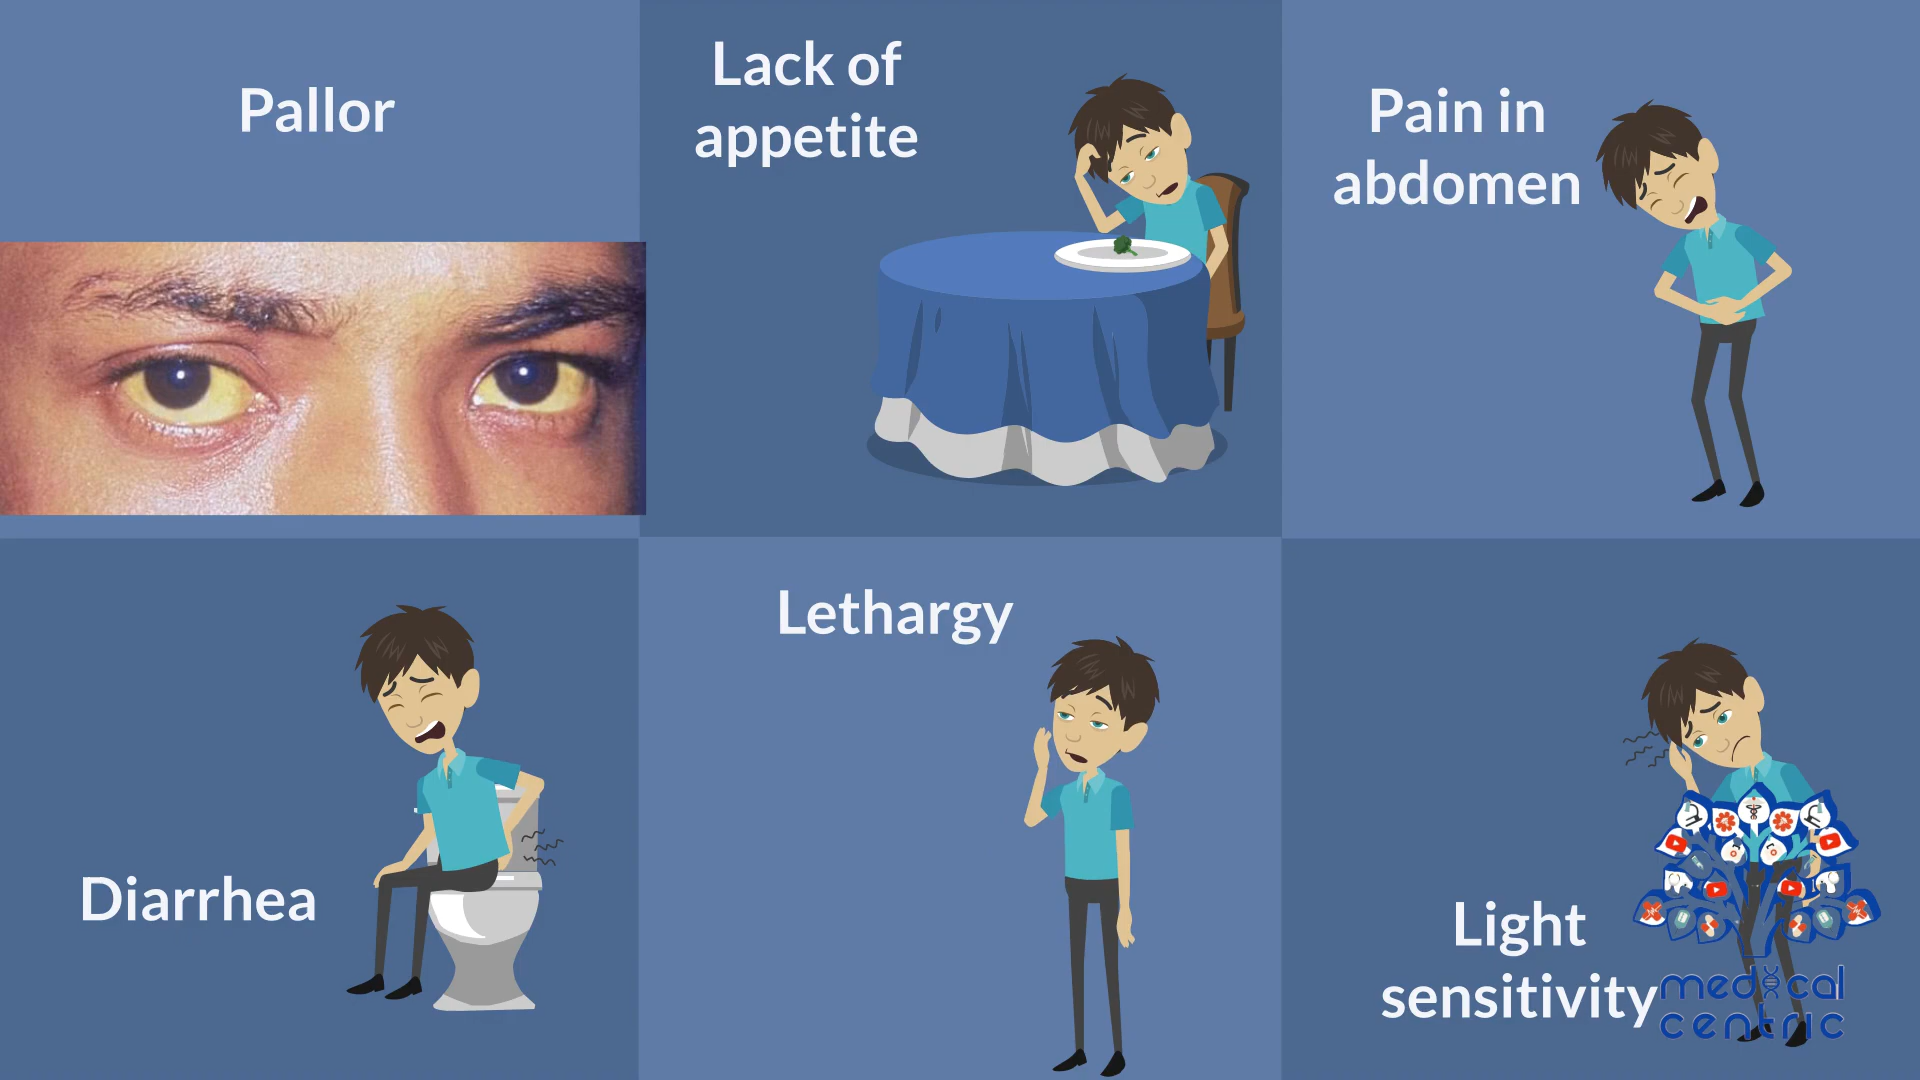 Pallor
Lack of
appetite
Pain in
abdomen
Diarrhea
Lethargy
Light
sensitivity
medical
centric